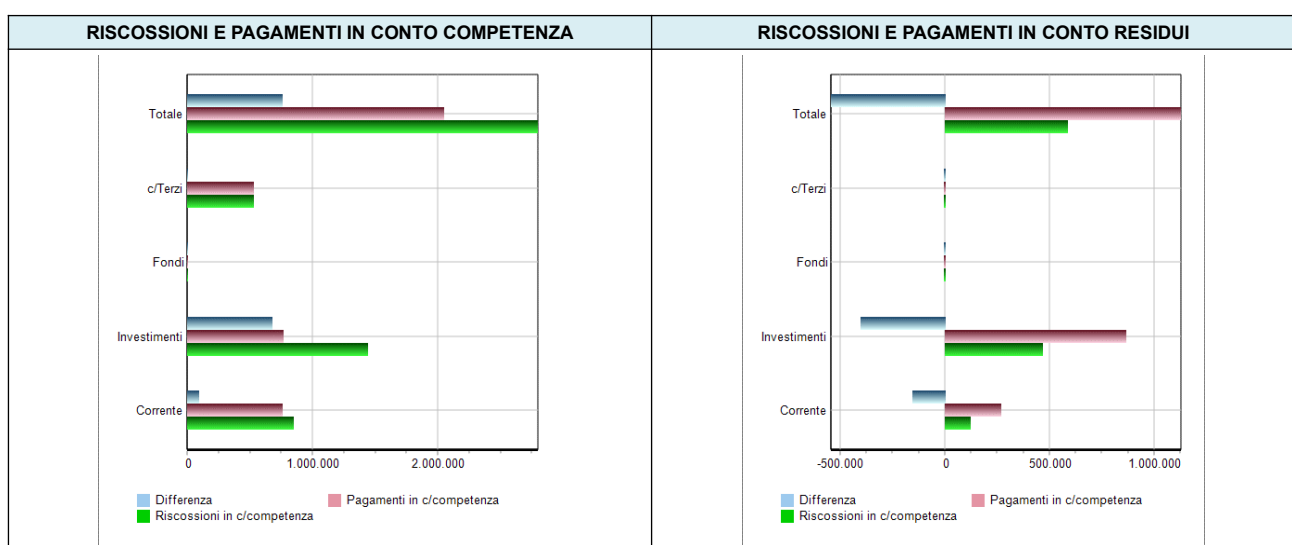 RISCOSSIONI E PAGAMENTI IN CONTO COMPETENZA
Totale
c/Terzi
Fondi
Investimenti
Corrente
0 1.000.000 2.000.000
Differenza Pagamenti in c/competenza
Riscossioni in c/competenza
RISCOSSIONI E PAGAMENTI IN CONTO RESIDUI
Totale
c/Terzi
Fondi
Investimenti
Corrente
-500.000 0 500.000 1.000.000
Differenza Pagamenti in c/competenza
Riscossioni in c/competenza